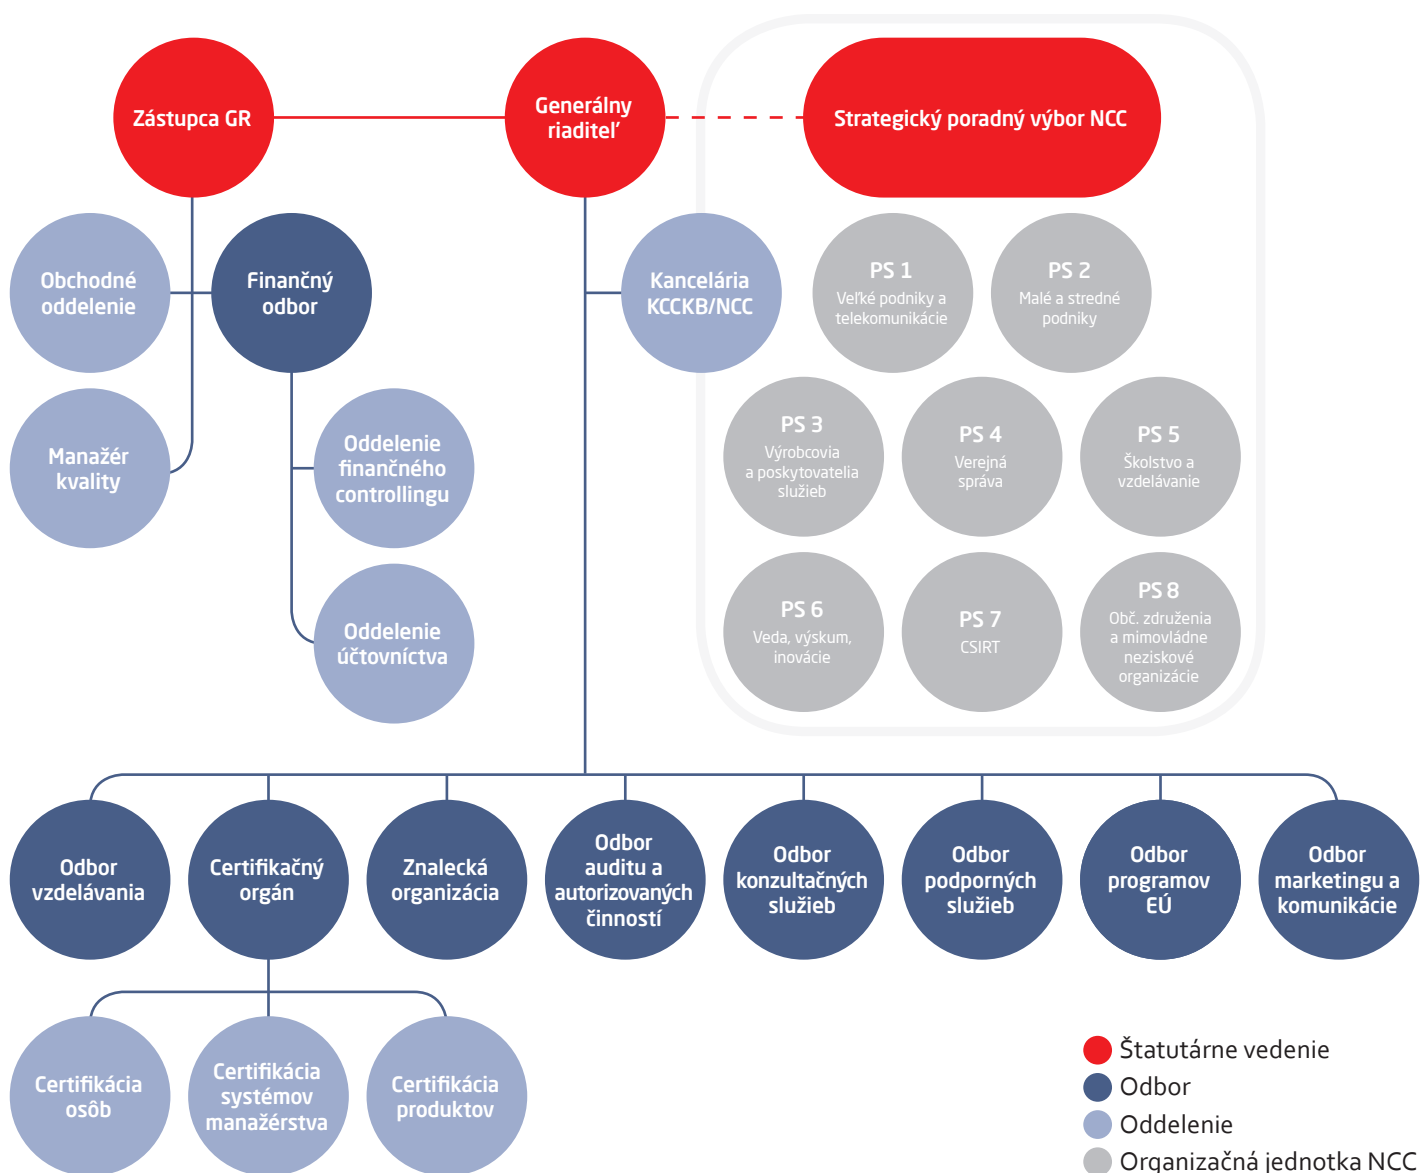 Zástupca GR
Generálny
riaditeľ
Strategický poradný výbor NCC
Obchodné
oddelenie
Finančný
odbor
Kancelária
KCCKB/NCC
PS 1
Veľké podniky a
telekomunikácie
PS 2
Malé a stredné
podniky
Manažér
kvality
Oddelenie
finančného
controllingu
PS 3
Výrobcovia
a poskytovatelia
služieb
PS 4
Verejná
správa
PS 5
Školstvo a
vzdelávanie
Oddelenie
účtovníctva
PS 6
Veda, výskum,
inovácie
PS 7
CSIRT
PS 8
Obč. združenia
a mimovládne
neziskové
organizácie
Odbor
vzdelávania
Certifikačný
orgán
Znalecká
organizácia
Odbor
auditu a
autorizovaných
činností
Odbor
konzultačných
služieb
Odbor
podporných
služieb
Odbor
programov
EÚ
Odbor
marketingu a
komunikácie
Certifikácia
osôb
Certifikácia
systémov
manažérstva
Certifikácia
produktov
Štatutárne vedenie
Odbor
Oddelenie
Organizačná jednotka NCC